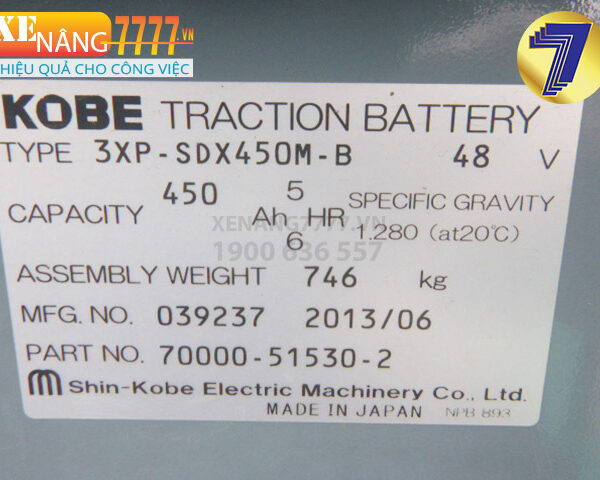 XE NÂNG7777.VN
HIỆU QUẢ CHO CÔNG VIỆC
7
KOBE TRACTION BATTERY
TYPE 3XP-SDX450M-B 48 V
CAPACITY 450 Ah 5 HR 6
SPECIFIC GRAVITY
1.280 (at20℃)
XENANG7777.VN
1900 636 557
ASSEMBLY WEIGHT 746 kg
MFG. NO. 039237 2013/06
PART NO. 70000-51530-2
Shin-Kobe Electric Machinery Co., Ltd.
MADE IN JAPAN NPB 893